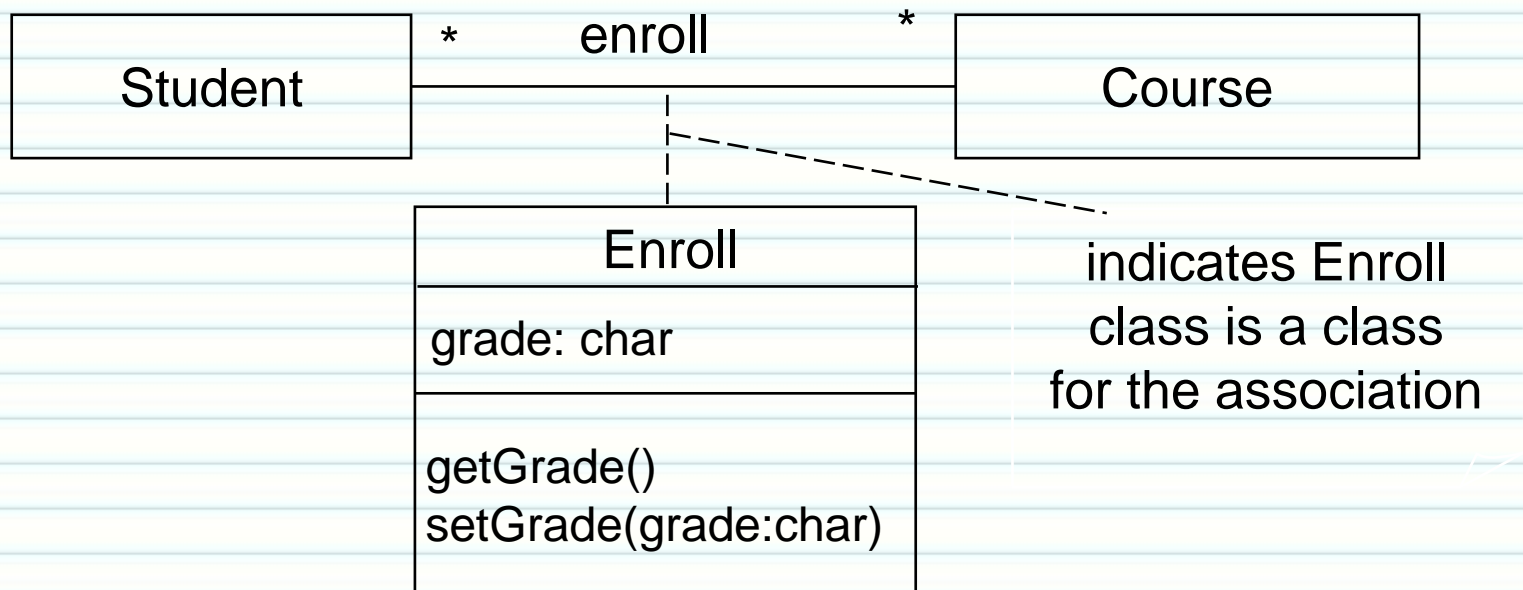 * enroll *
Student
Course
Enroll
grade: char
getGrade()
setGrade(grade:char)
indicates Enroll
class is a class
for the association